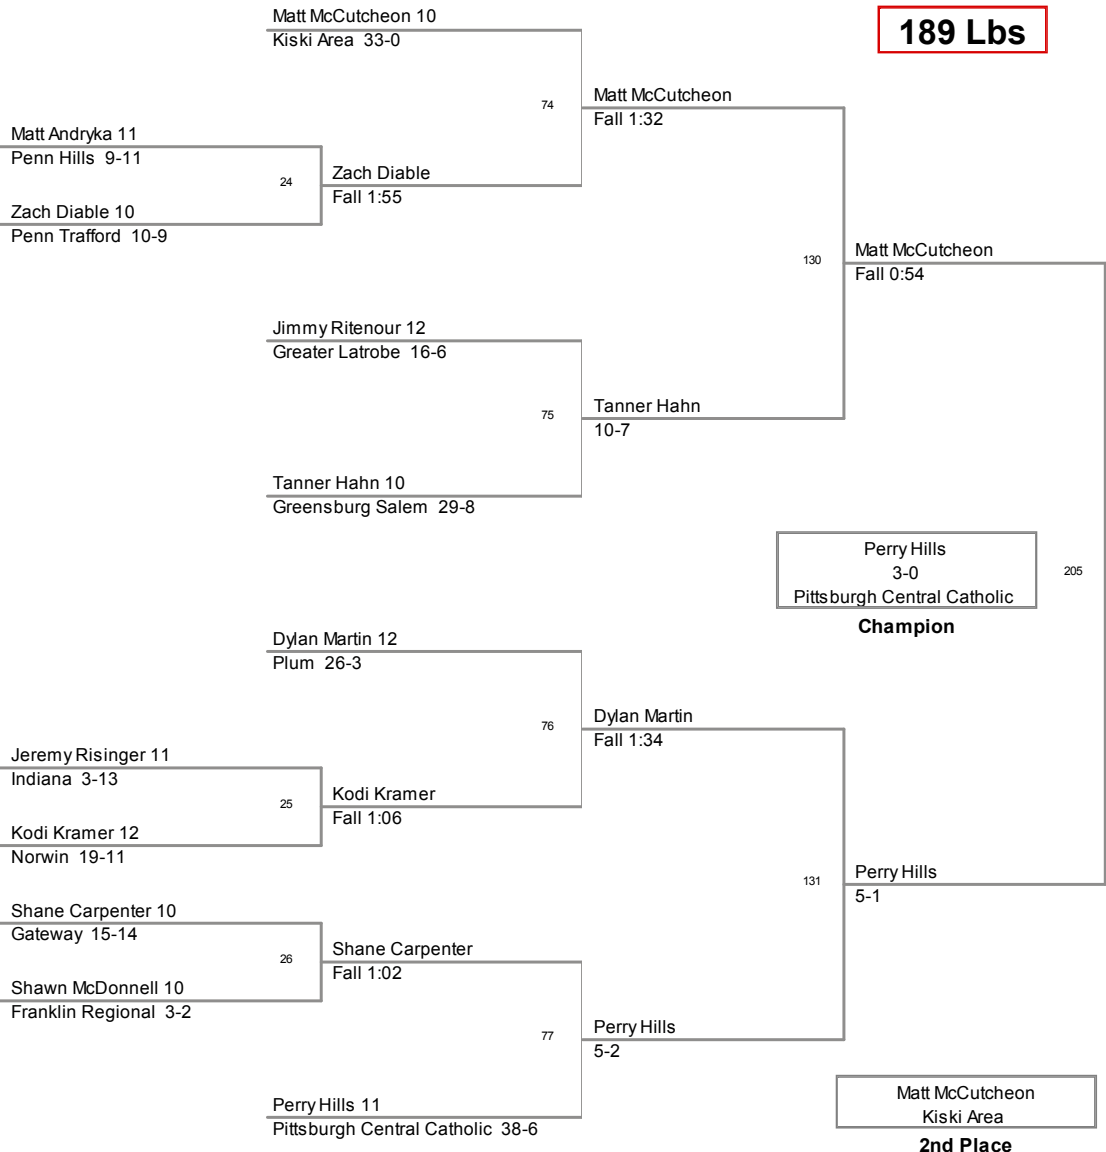 Matt McCutcheon 10
Kiski Area 33-0
189 Lbs
74
Matt McCutcheon
Fall 1:32
Matt Andryka 11
Penn Hills 9-11
24
Zach Diable
Fall 1:55
Zach Diable 10
Penn Trafford 10-9
130
Matt McCutcheon
Fall 0:54
Jimmy Ritenour 12
Greater Latrobe 16-6
75
Tanner Hahn
10-7
Tanner Hahn 10
Greensburg Salem 29-8
Perry Hills
3-0
Pittsburgh Central Catholic
205
Champion
Dylan Martin 12
Plum 26-3
76
Dylan Martin
Fall 1:34
Jeremy Risinger 11
Indiana 3-13
25
Kodi Kramer
Fall 1:06
Kodi Kramer 12
Norwin 19-11
131
Perry Hills
5-1
Shane Carpenter 10
Gateway 15-14
26
Shane Carpenter
Fall 1:02
Shawn McDonnell 10
Franklin Regional 3-2
77
Perry Hills
5-2
Perry Hills 11
Pittsburgh Central Catholic 38-6
Matt McCutcheon
Kiski Area
2nd Place